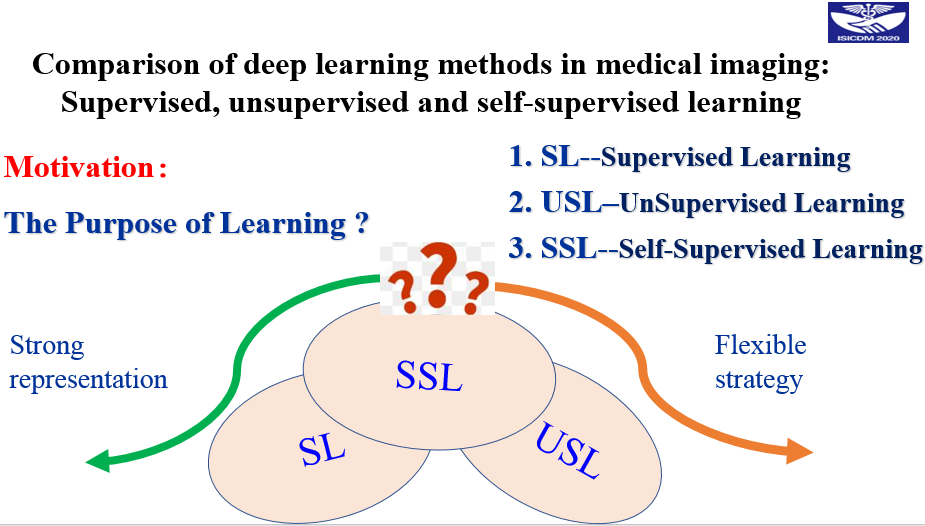 ISICDM 2020
Comparison of deep learning methods in medical imaging:
Supervised, unsupervised and self-supervised learning
Motivation:
The Purpose of Learning ?
1. SL--Supervised Learning
2. USL–UnSupervised Learning
3. SSL--Self-Supervised Learning
???
Strong
representation
Flexible
strategy
SSL
SL
USL